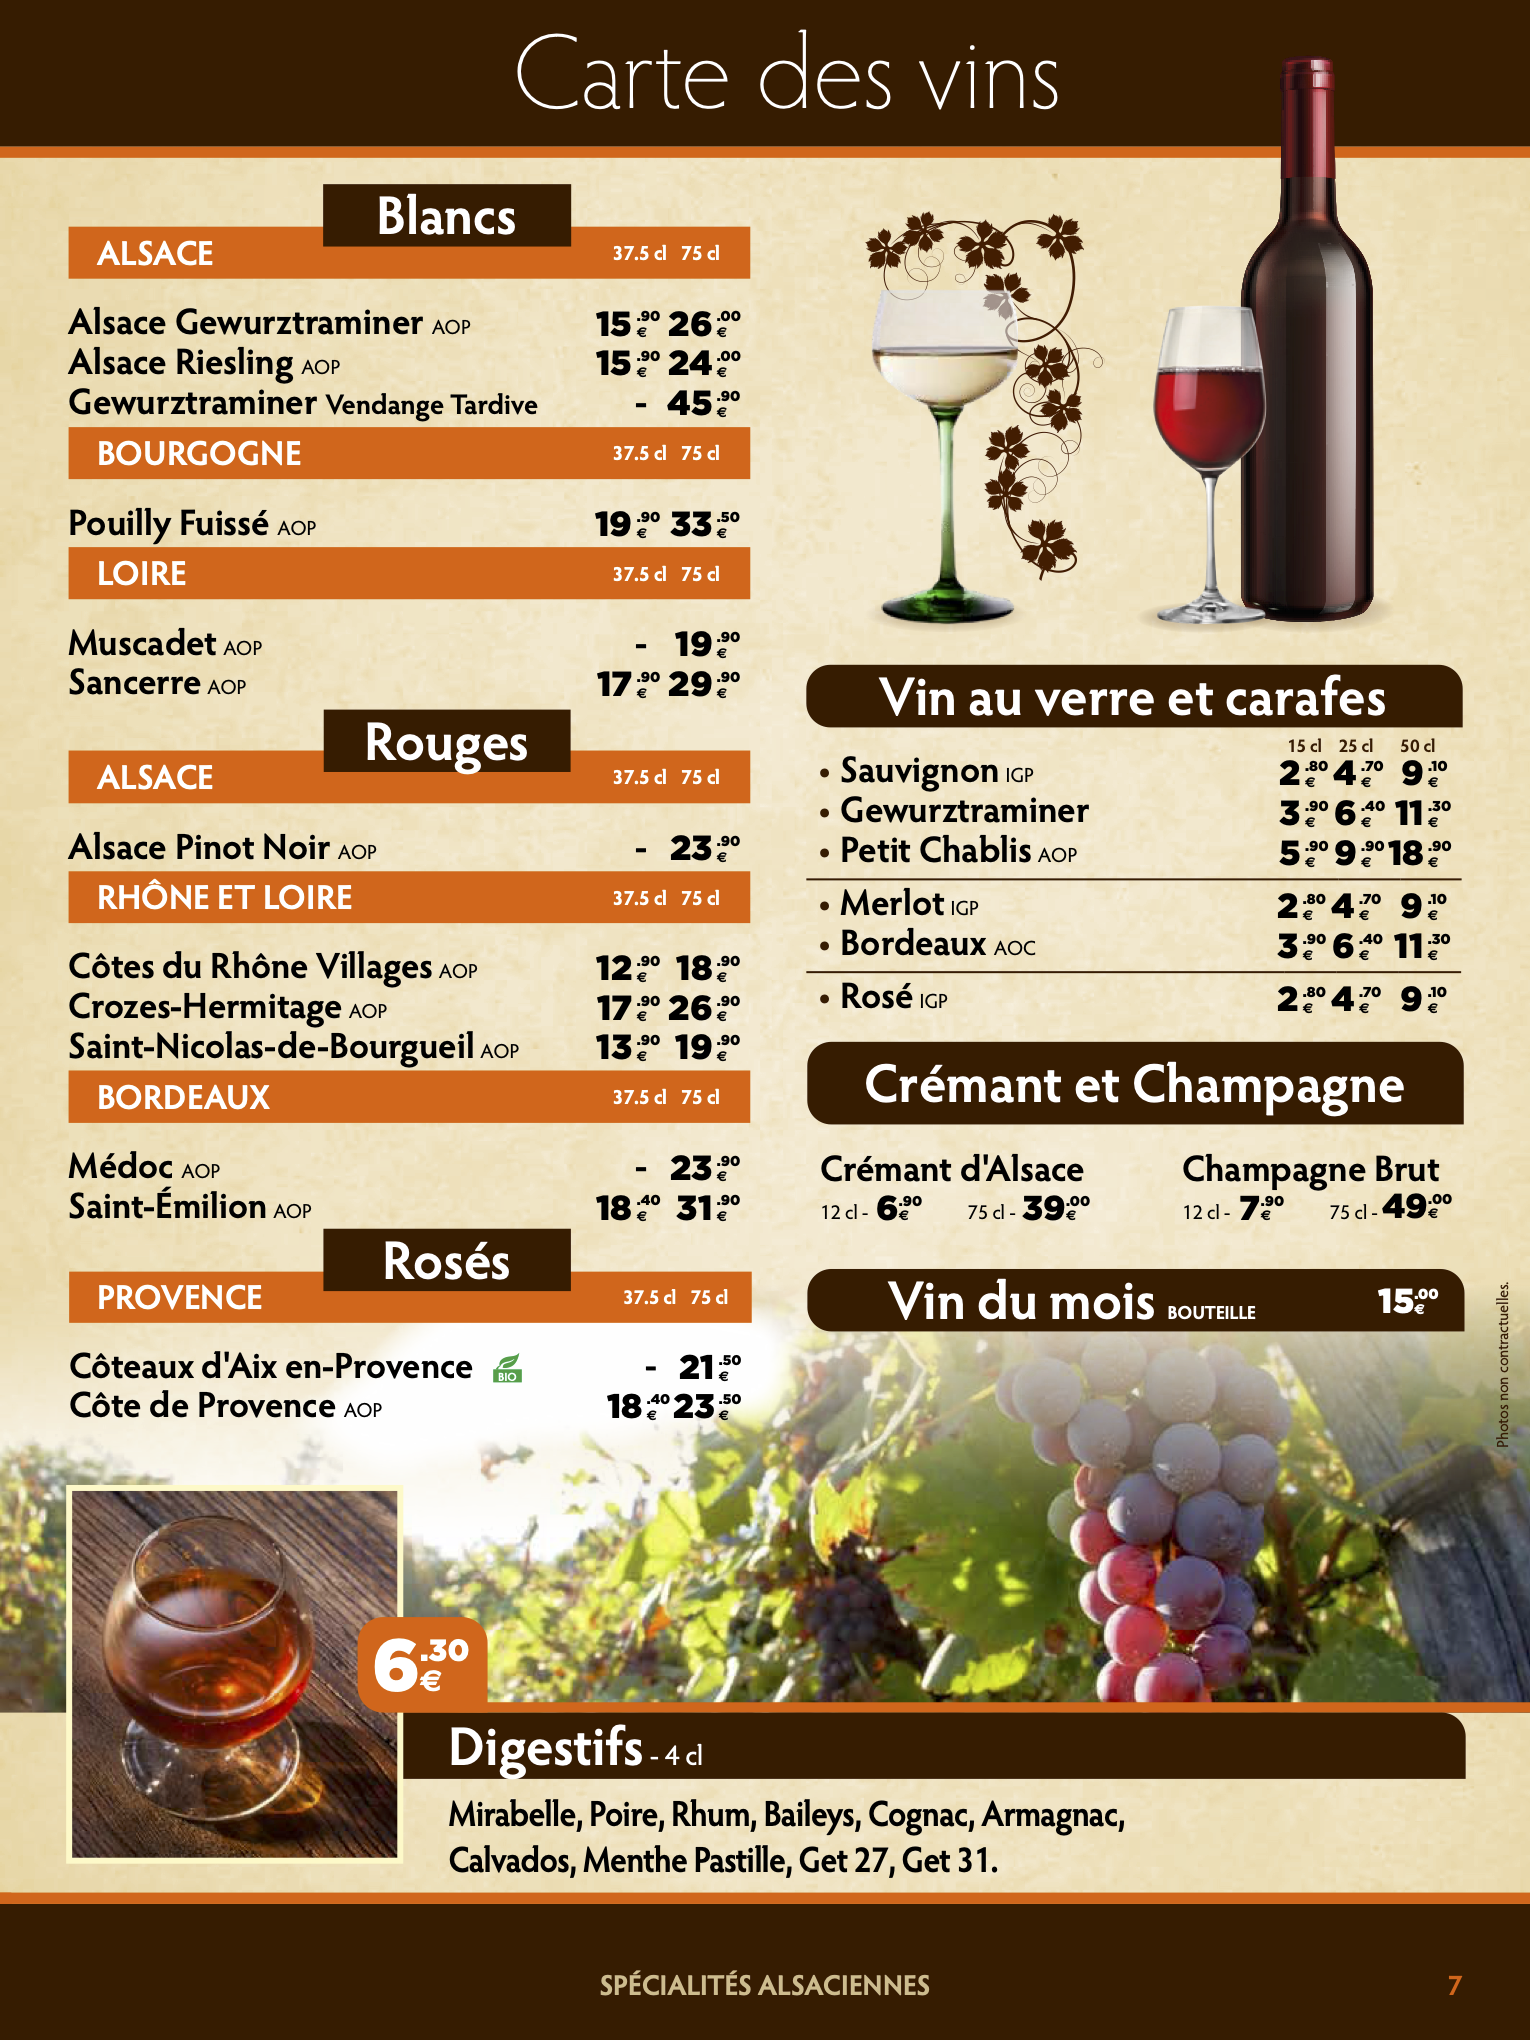 Carte des vins
Blancs
ALSACE 37.5 cl 75 cl
Alsace Gewurztraminer AOP 15.90€ 26.00€
Alsace Riesling AOP 15.90€ 24.00€
Gewurztraminer Vendange Tardive - 45.90€
BOURGOGNE 37.5 cl 75 cl
Pouilly Fuissé AOP 19.90€ 33.50€
LOIRE 37.5 cl 75 cl
Muscadet AOP - 19.90€
Sancerre AOP 17.90€ 29.90€
Rouges
ALSACE 37.5 cl 75 cl
Alsace Pinot Noir AOP - 23.90€
RHÔNE ET LOIRE 37.5 cl 75 cl
Côtes du Rhône Villages AOP 12.90€ 18.90€
Crozes-Hermitage AOP 17.90€ 26.90€
Saint-Nicolas-de-Bourgueil AOP 13.90€ 19.90€
BORDEAUX 37.5 cl 75 cl
Médoc AOP - 23.90€
Saint-Émilion AOP 18.40€ 31.90€
Rosés
PROVENCE 37.5 cl 75 cl
Côteaux d'Aix en-Provence BIO - 21.50€
Côte de Provence AOP 18.40€ 23.50€
Vin au verre et carafes
15 cl 25 cl 50 cl
• Sauvignon IGP 2.80€ 4.70€ 9.10€
• Gewurztraminer 3.90€ 6.40€ 11.30€
• Petit Chablis AOP 5.90€ 9.90€ 18.90€
• Merlot IGP 2.80€ 4.70€ 9.10€
• Bordeaux AOC 3.90€ 6.40€ 11.30€
• Rosé IGP 2.80€ 4.70€ 9.10€
Crémant et Champagne
Crémant d'Alsace
12 cl - 6.90€ 75 cl - 39.00€
Champagne Brut
12 cl - 7.90€ 75 cl - 49.00€
Vin du mois BOUTEILLE 15.00€
Photos non contractuelles.
6.30€
Digestifs - 4 cl
Mirabelle, Poire, Rhum, Baileys, Cognac, Armagnac,
Calvados, Menthe Pastille, Get 27, Get 31.
SPÉCIALITÉS ALSACIENNES 7